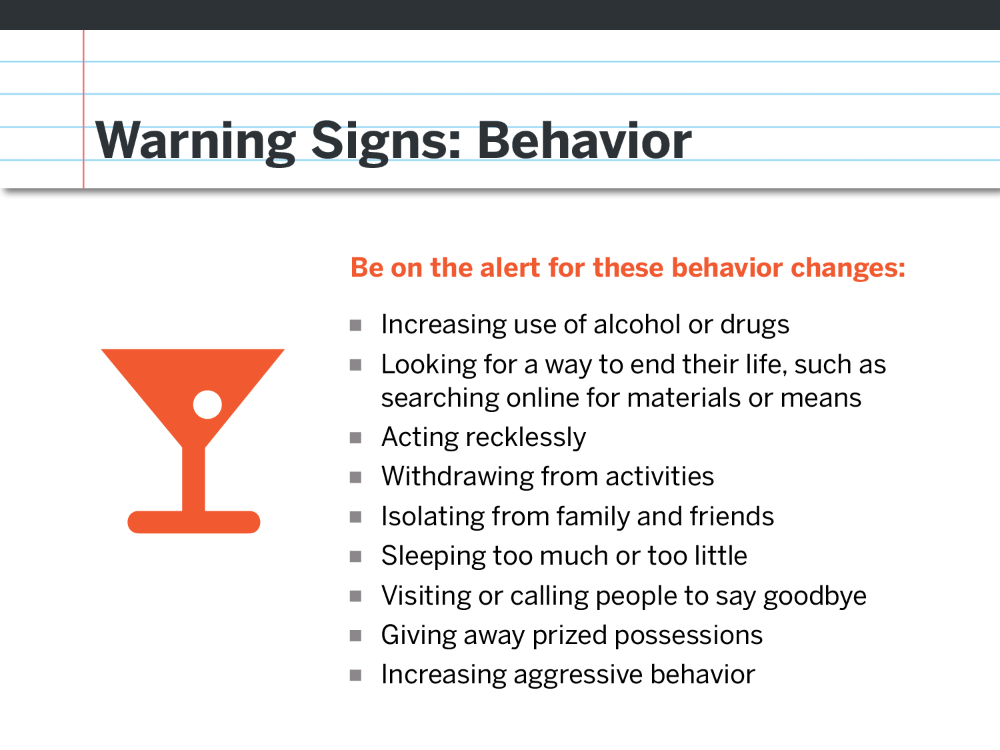 Warning Signs: Behavior
Be on the alert for these behavior changes:
Increasing use of alcohol or drugs
Looking for a way to end their life, such as
searching online for materials or means
Acting recklessly
Withdrawing from activities
Isolating from family and friends
Sleeping too much or too little
Visiting or calling people to say goodbye
Giving away prized possessions
Increasing aggressive behavior